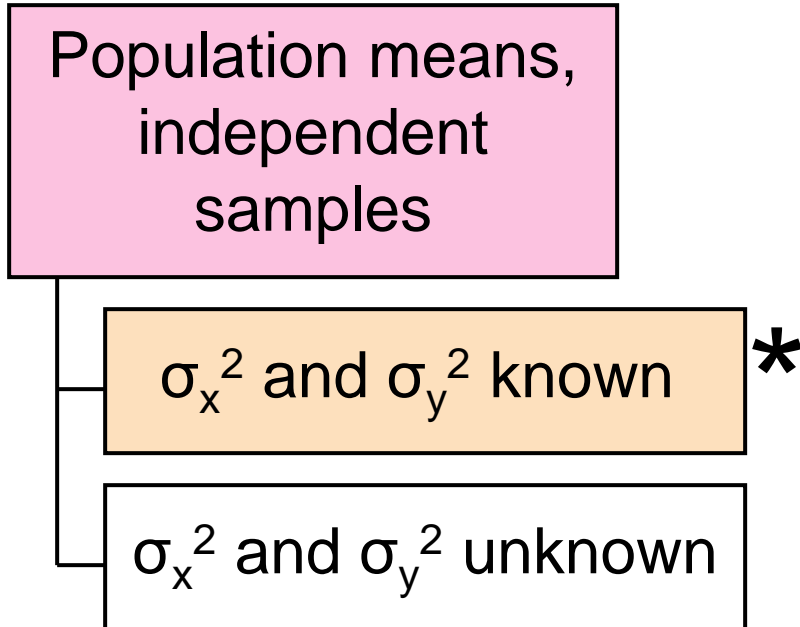 Population means,
independent
samples
σx² and σy² known
*
σx² and σy² unknown